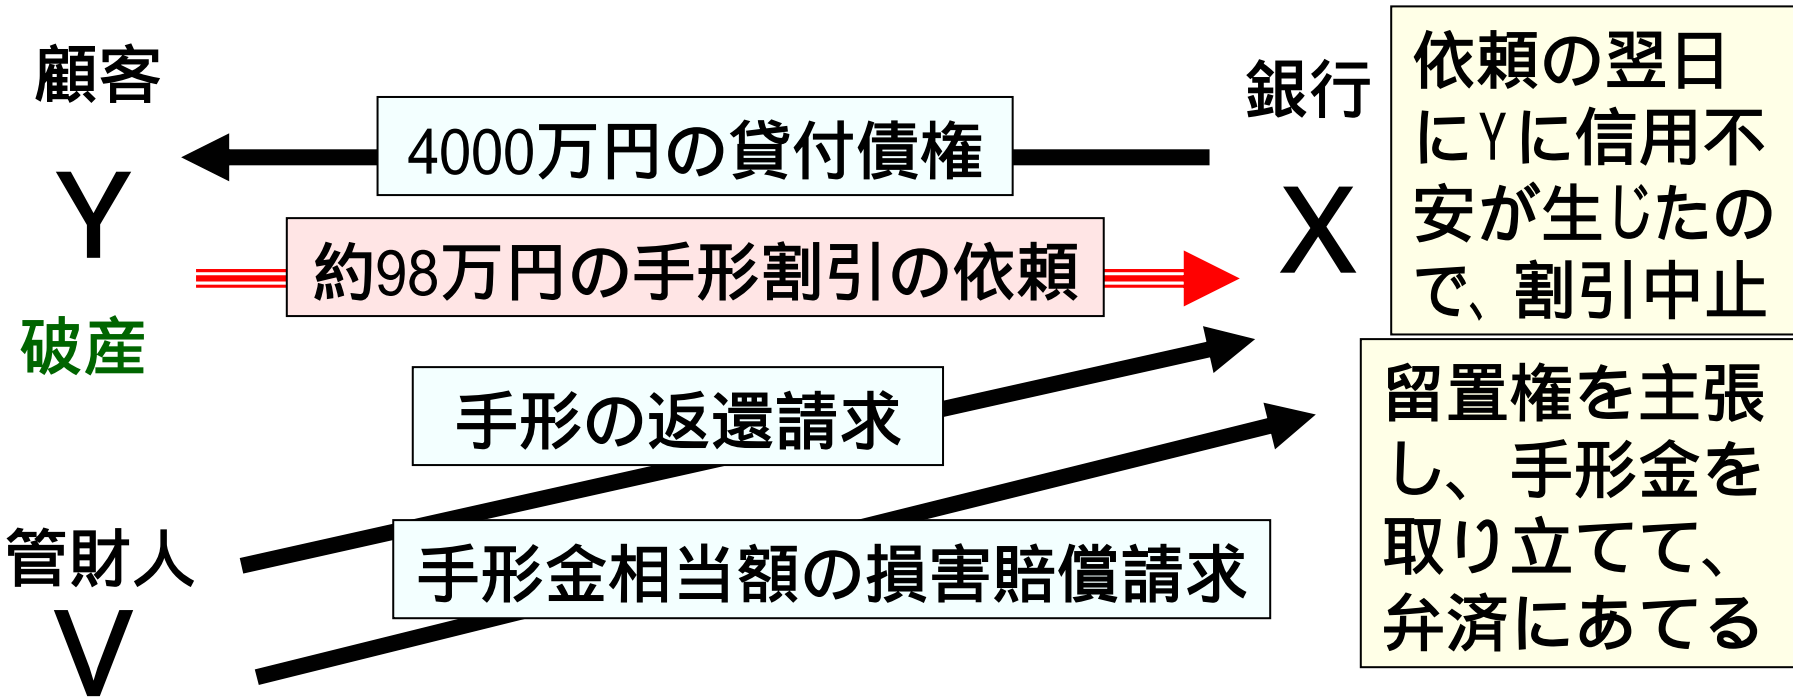 顧客
Y
破産
4000万円の貸付債権
約98万円の手形割引の依頼
銀行
X
依頼の翌日
にYに信用不
安が生じたの
で、割引中止
手形の返還請求
留置権を主張
し、手形金を
取り立てて、
弁済にあてる
管財人
V
手形金相当額の損害賠償請求